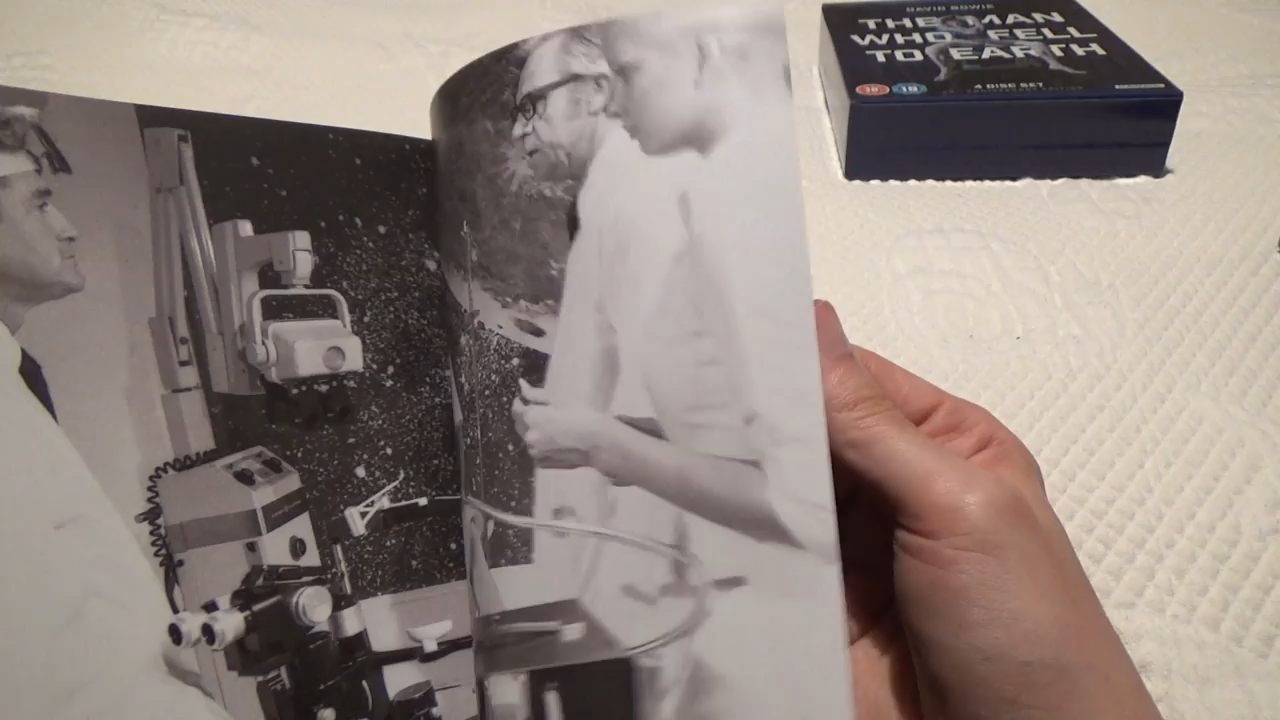 DAVID BOWIE
THE MAN
WHO FELL
TO EARTH
18 18
4 DISC SET